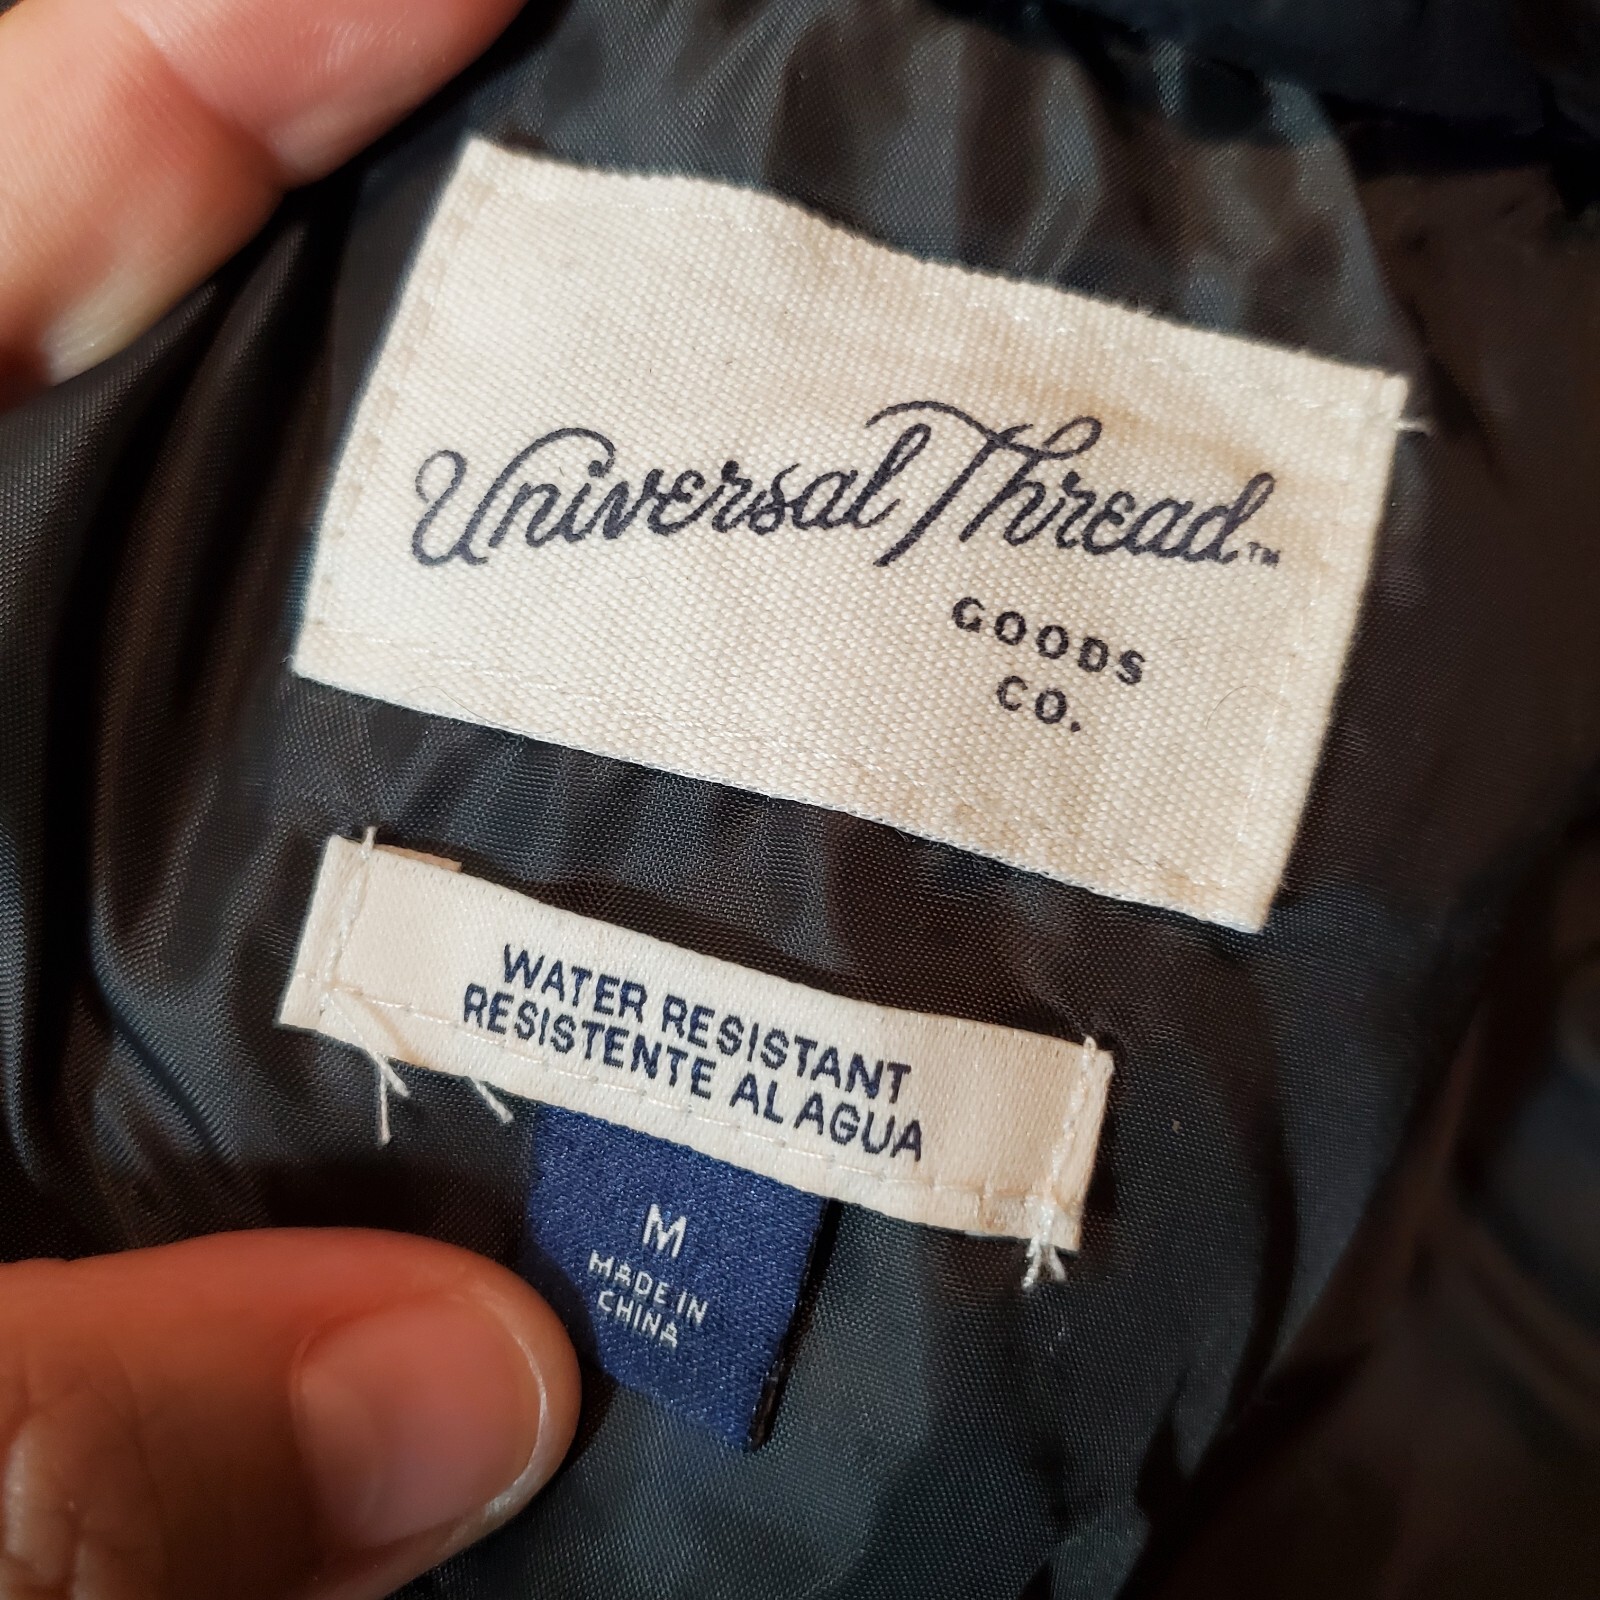 Universal Thread™
GOODS
CO.
WATER RESISTANT
RESISTENTE AL AGUA
M
MADE IN
CHINA